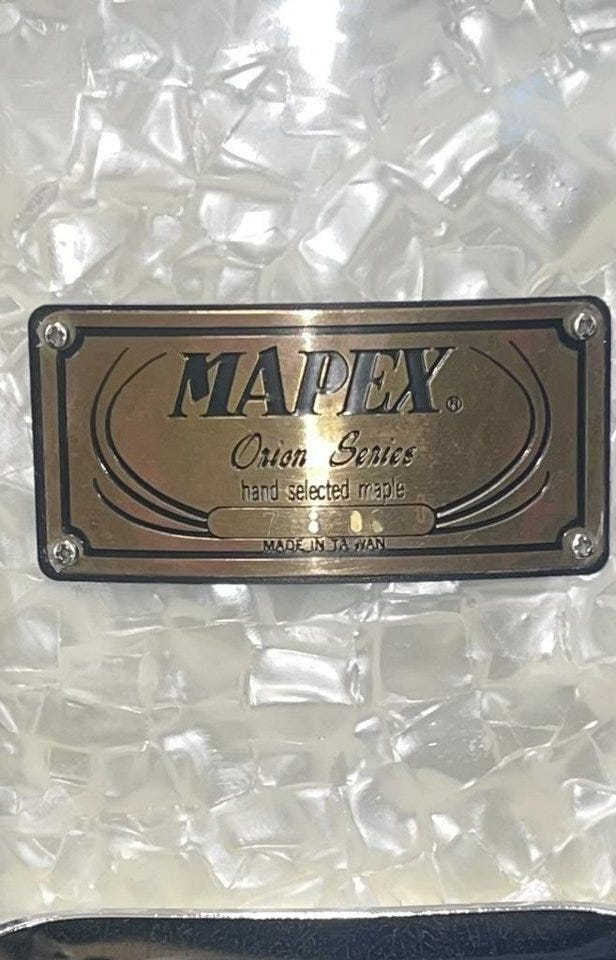 MAPEX®
Orion Series
hand selected maple
MADE IN TAIWAN